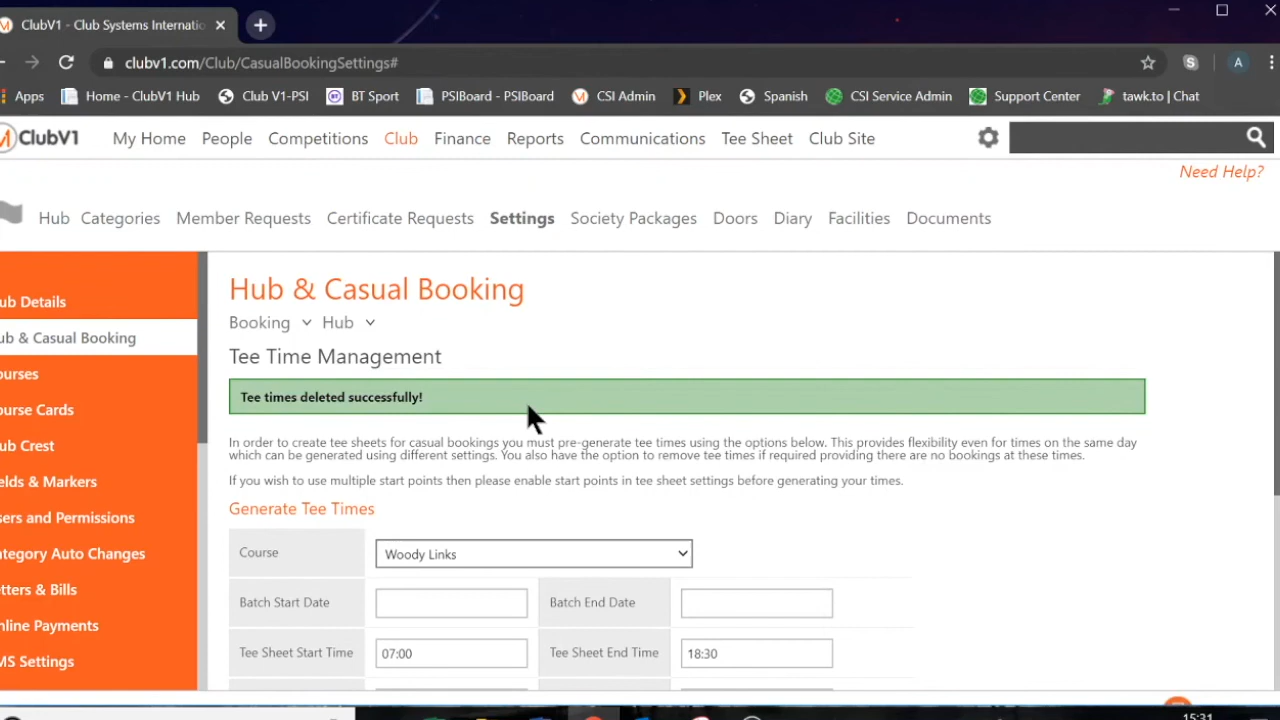 ClubV1 - Club Systems Internatio
clubv1.com/Club/CasualBookingSettings#
S
A
Apps
Home - ClubV1 Hub
Club V1-PSI
BT Sport
PSIBoard - PSIBoard
CSI Admin
Plex
Spanish
CSI Service Admin
Support Center
tawk.to | Chat
ClubV1
My Home
People
Competitions
Club
Finance
Reports
Communications
Tee Sheet
Club Site
Need Help?
Hub
Categories
Member Requests
Certificate Requests
Settings
Society Packages
Doors
Diary
Facilities
Documents
ub Details
ub & Casual Booking
ourses
ourse Cards
ub Crest
elds & Markers
sers and Permissions
ategory Auto Changes
etters & Bills
nline Payments
MS Settings
Hub & Casual Booking
Booking
Hub
Tee Time Management
Tee times deleted successfully!
In order to create tee sheets for casual bookings you must pre-generate tee times using the options below. This provides flexibility even for times on the same day
which can be generated using different settings. You also have the option to remove tee times if required providing there are no bookings at these times.
If you wish to use multiple start points then please enable start points in tee sheet settings before generating your times.
Generate Tee Times
Course
Woody Links
Batch Start Date
Batch End Date
Tee Sheet Start Time
07:00
Tee Sheet End Time
18:30
15:31